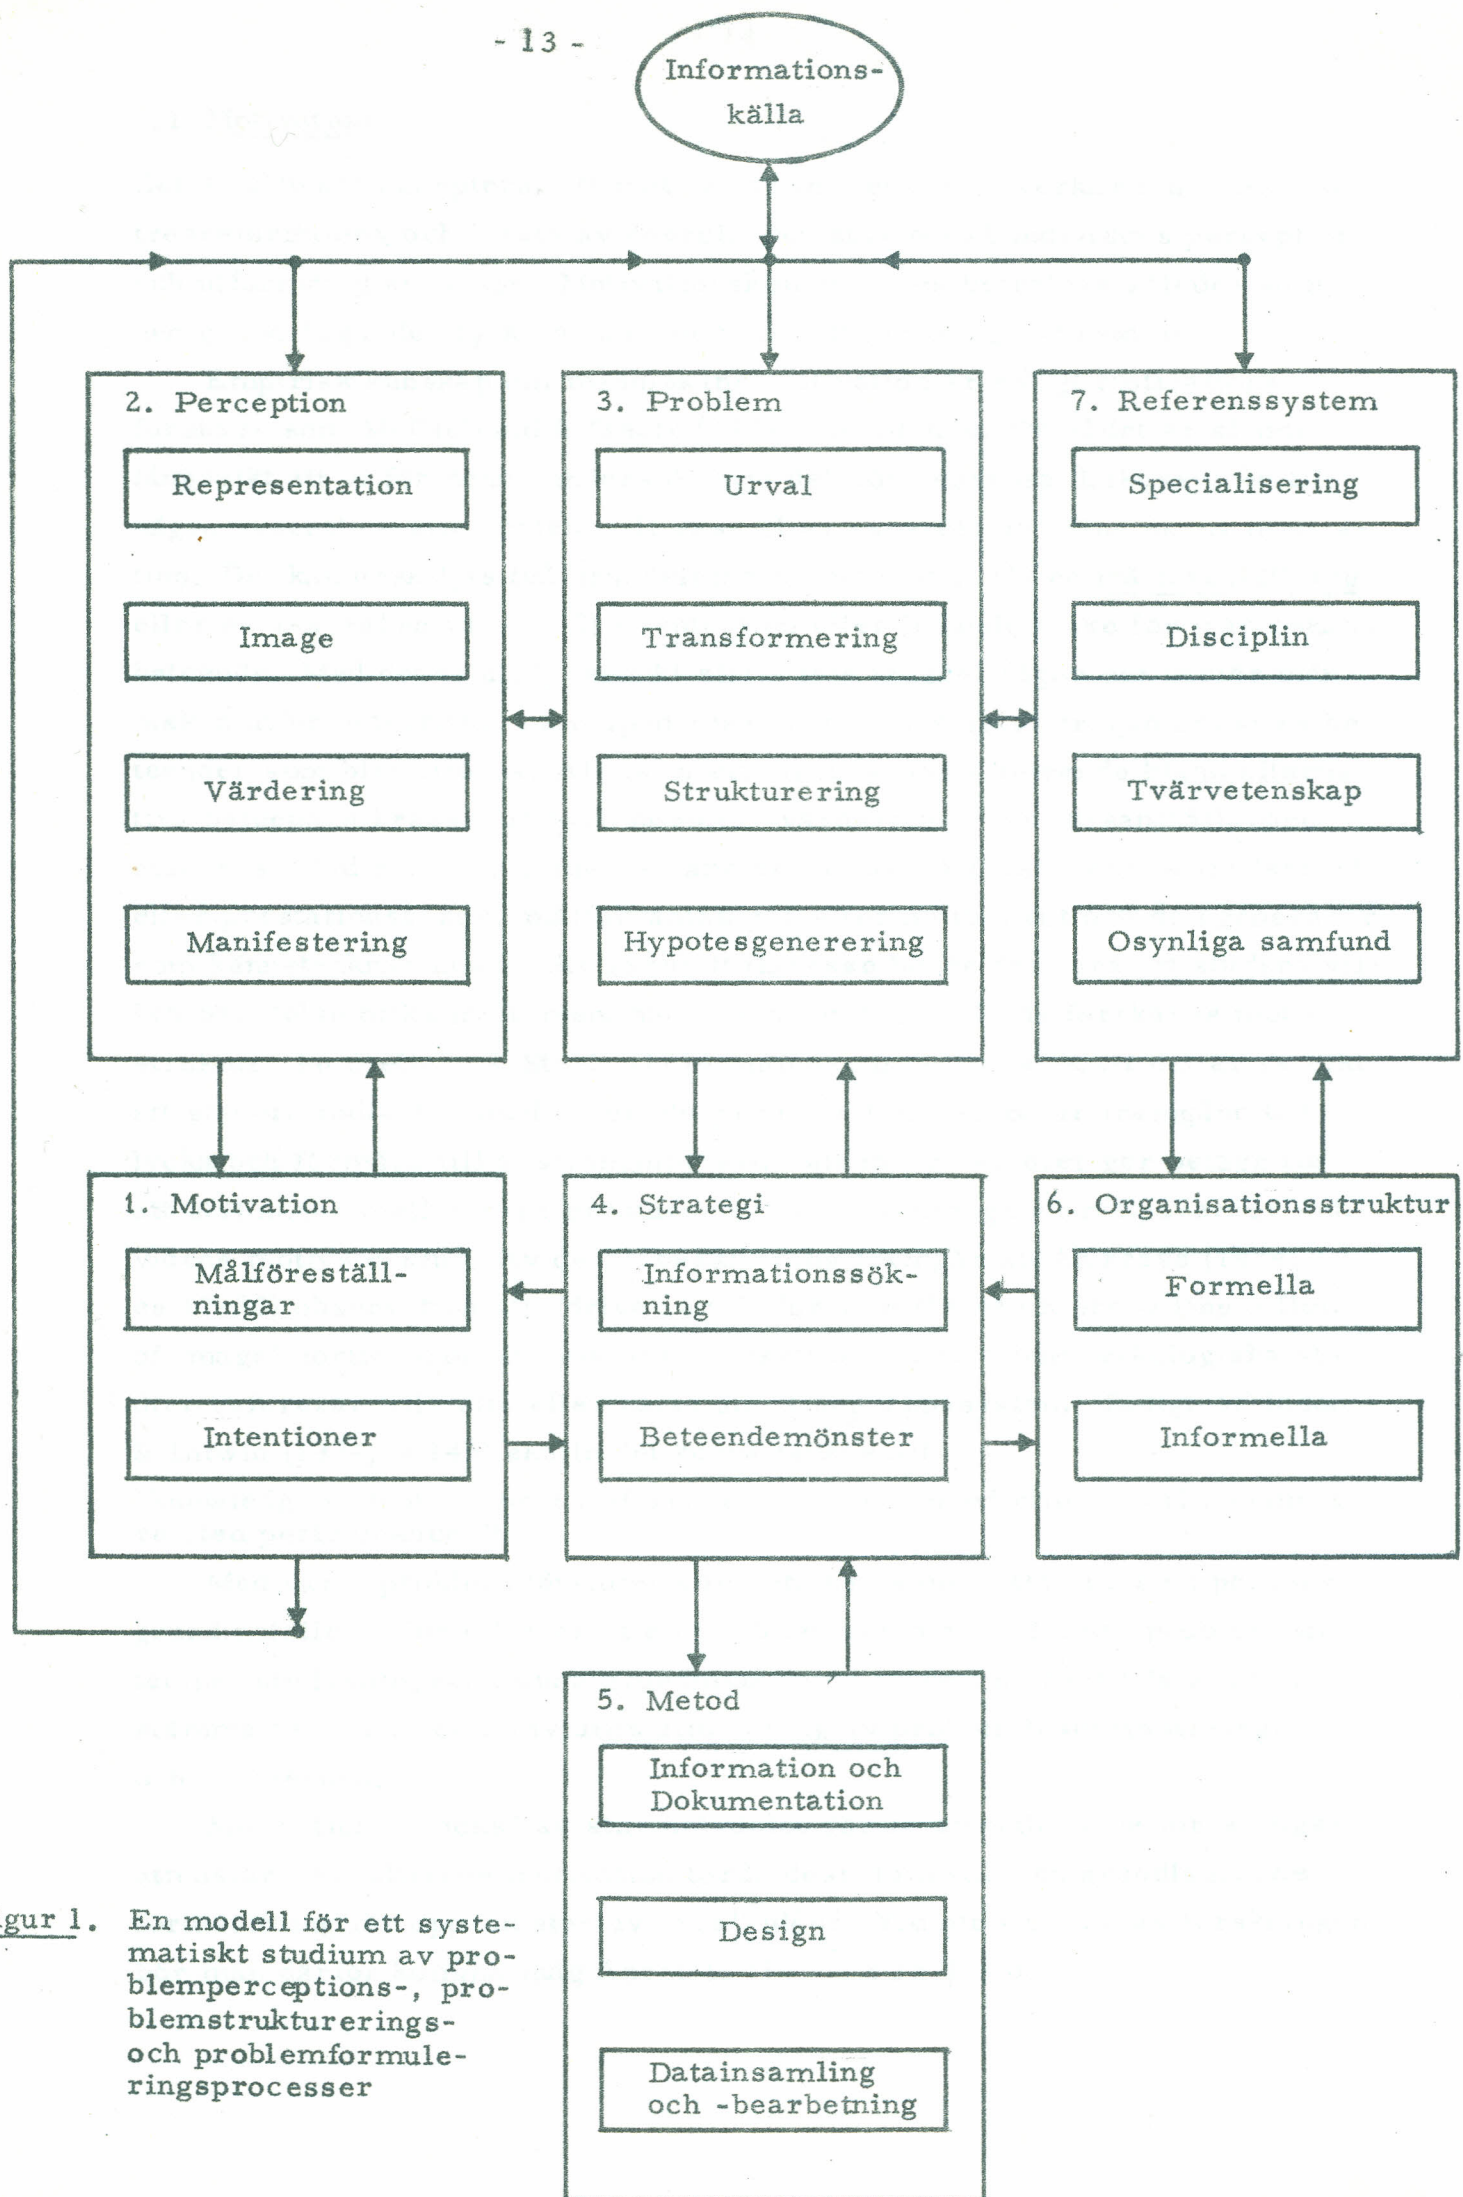 - 13 -
Informations-
källa
2. Perception
Representation
Image
Värdering
Manifestering
3. Problem
Urval
Transformering
Strukturering
Hypotesgenerering
7. Referenssystem
Specialisering
Disciplin
Tvärvetenskap
Osynliga samfund
1. Motivation
Målföreställ-
ningar
Intentioner
4. Strategi
Informationssök-
ning
Beteendemönster
6. Organisationsstruktur
Formella
Informella
5. Metod
Information och
Dokumentation
Design
Datainsamling
och -bearbetning
gur 1. En modell för ett syste-
matiskt studium av pro-
blemperceptions-, pro-
blemstrukturerings-
och problemformule-
ringsprocesser